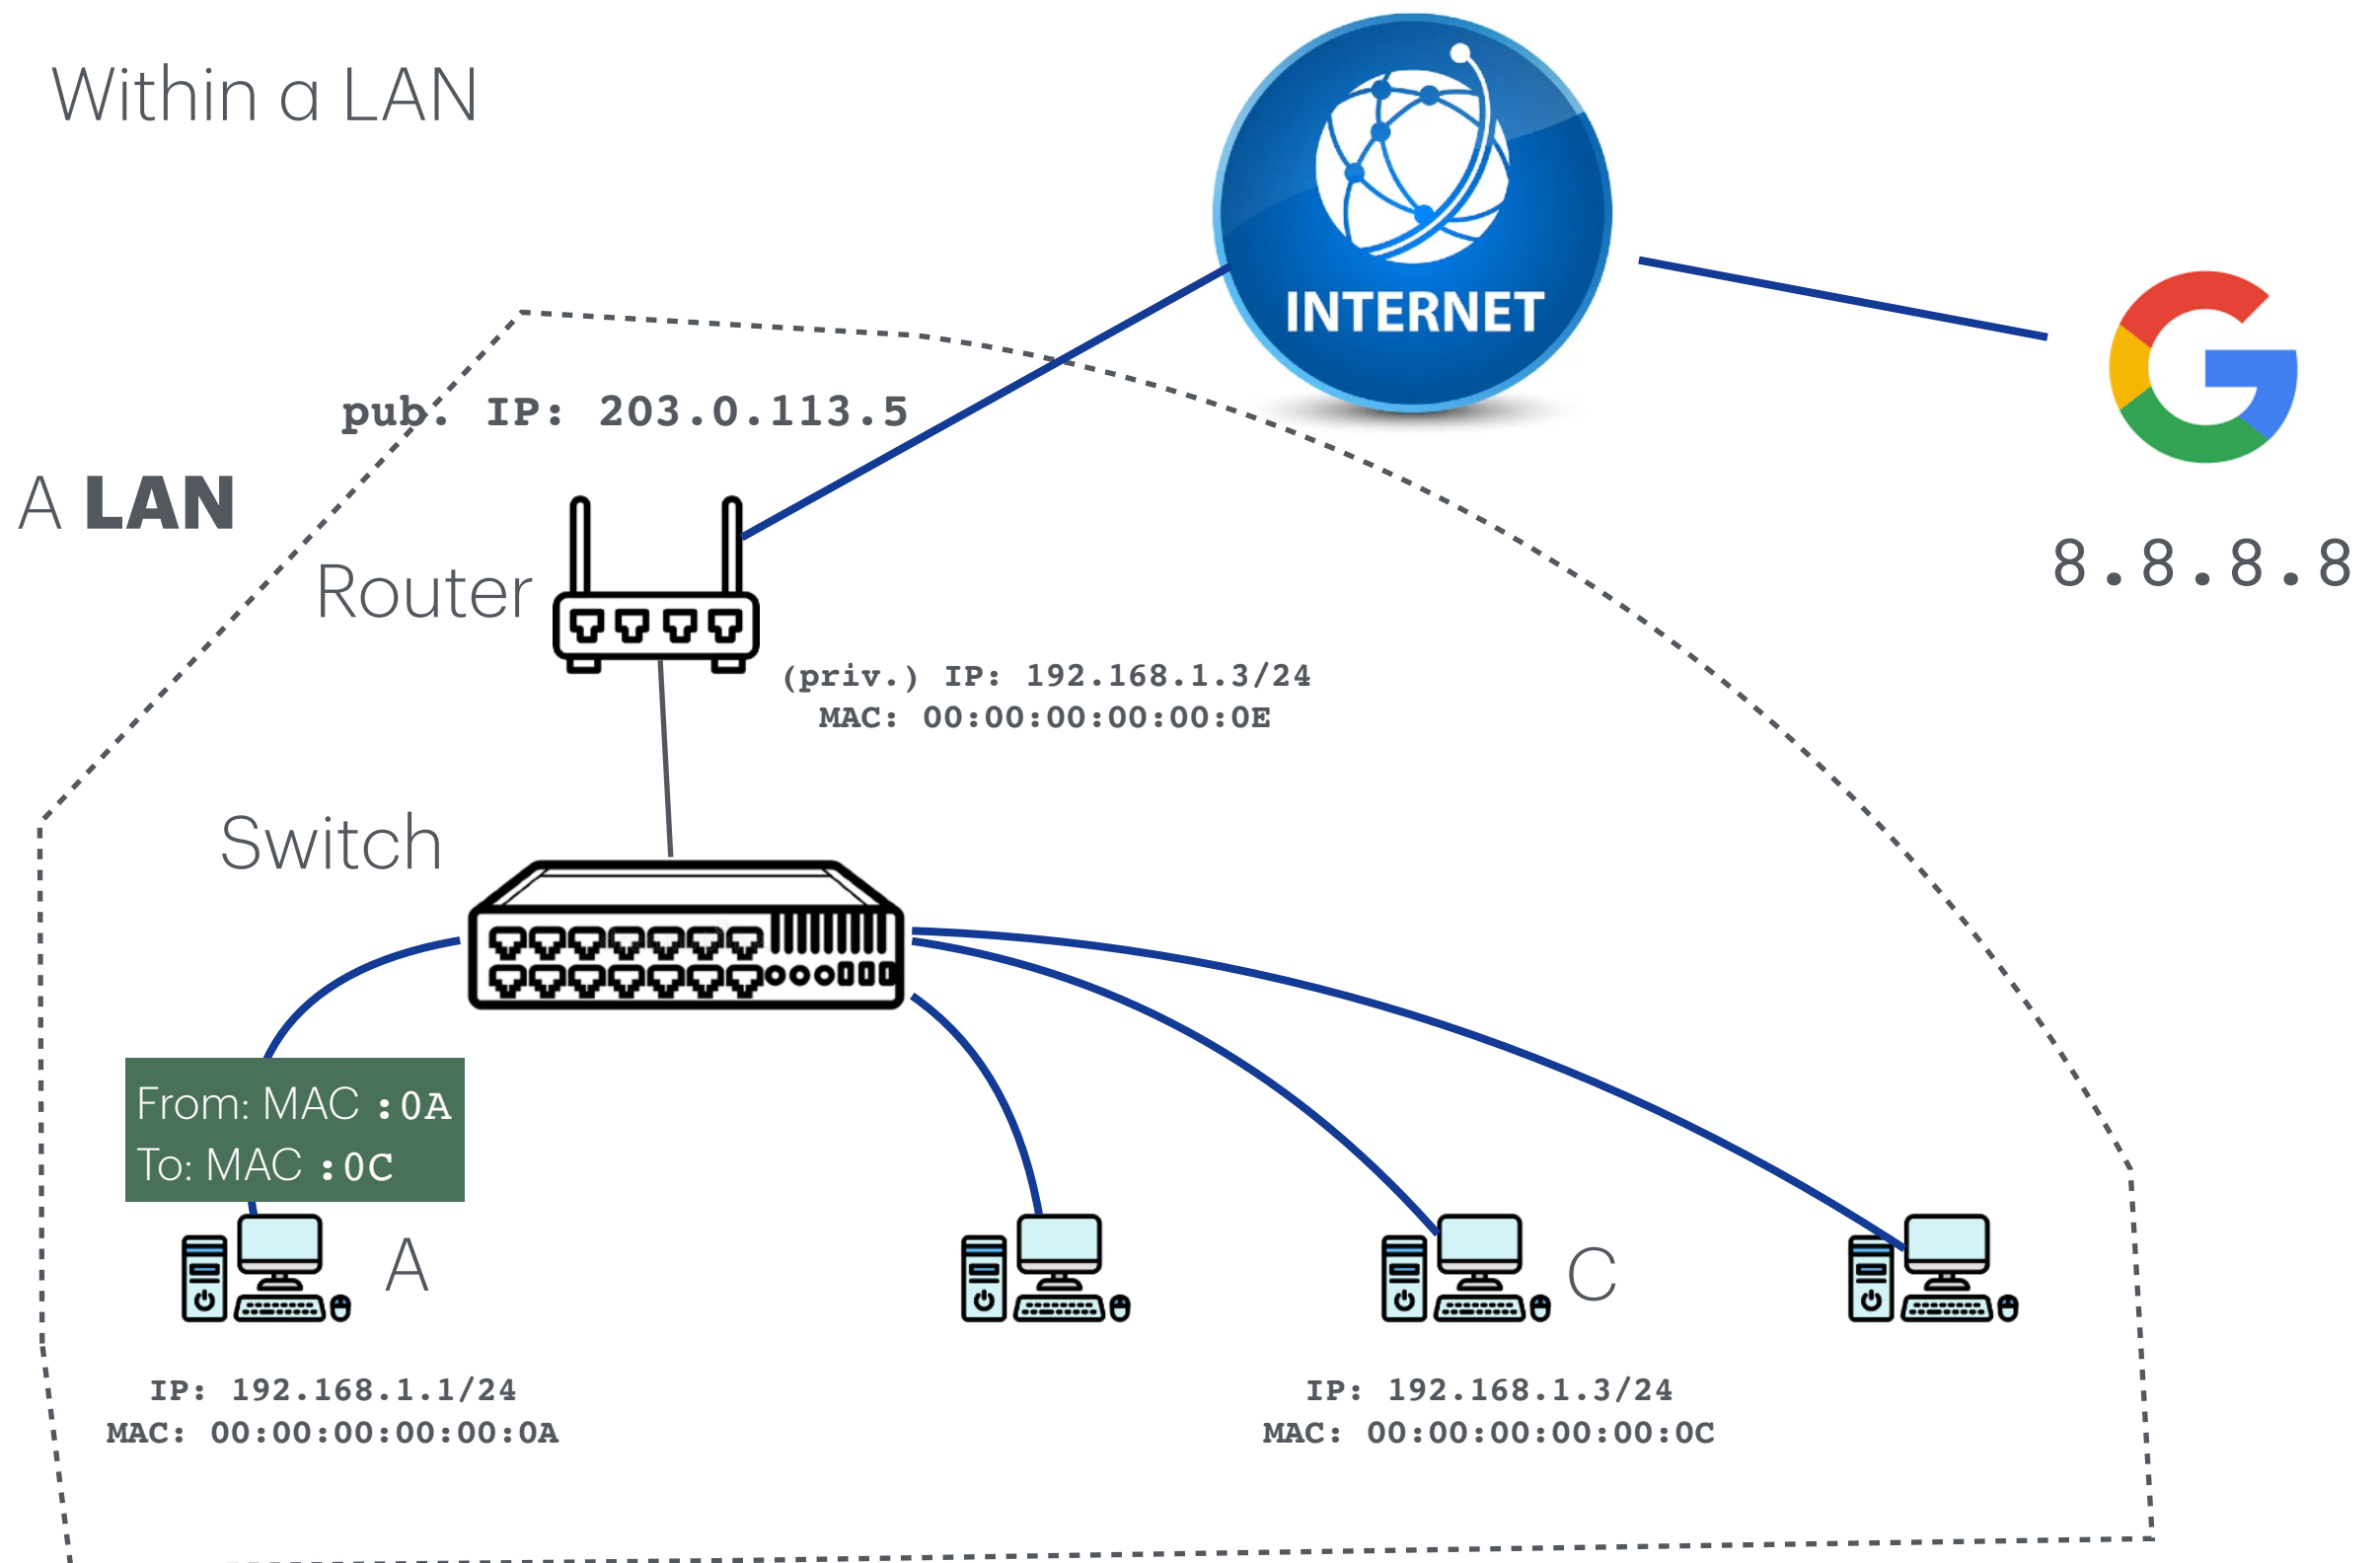 Within a LAN
INTERNET
pub. IP: 203.0.113.5
A LAN
8.8.8.8
Router
(priv.) IP: 192.168.1.3/24
MAC: 00:00:00:00:00:0E
Switch
From: MAC :0A
To: MAC :0C
A
C
IP: 192.168.1.1/24
MAC: 00:00:00:00:00:0A
IP: 192.168.1.3/24
MAC: 00:00:00:00:00:0C